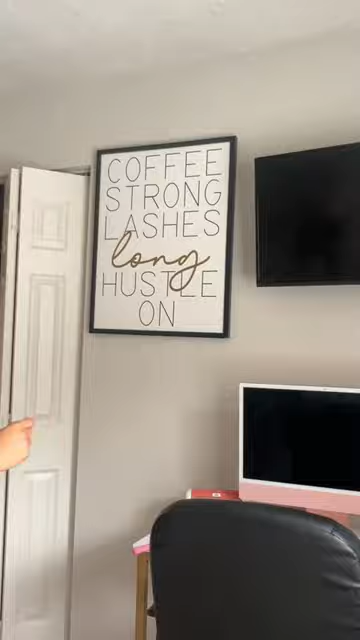 COFFEE
STRONG
LASHES
long
HUSTLE
ON